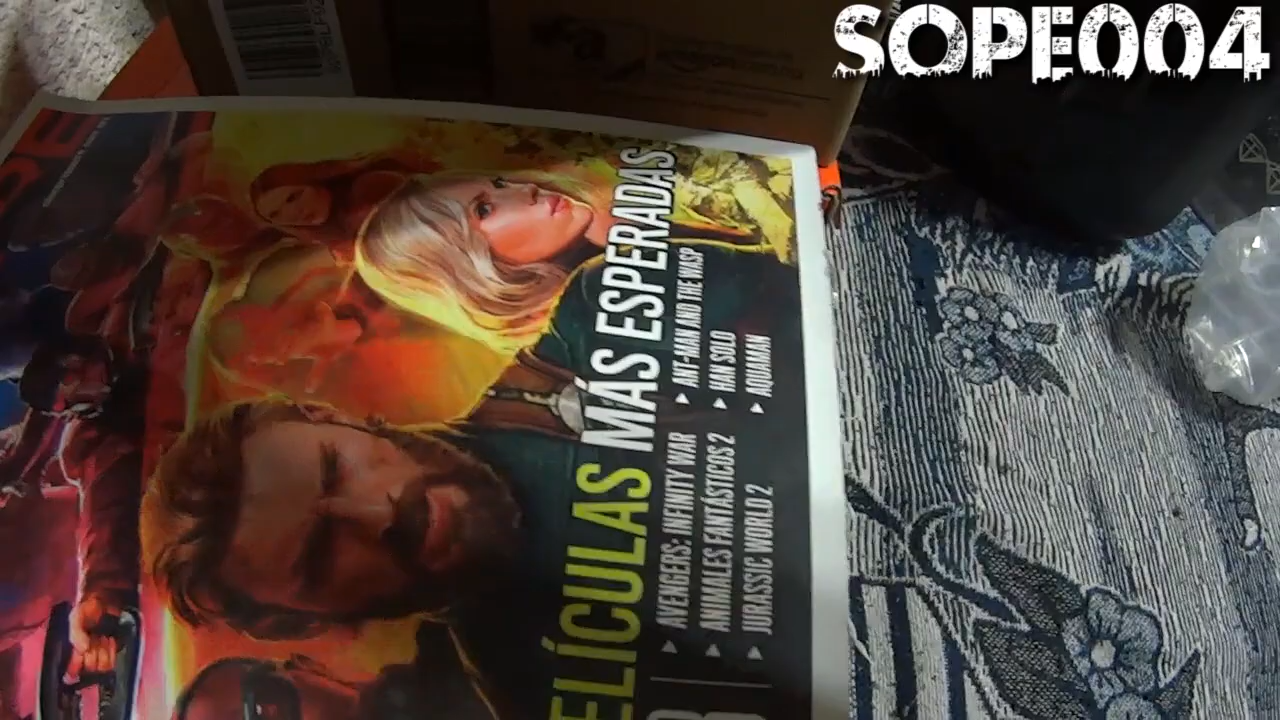 SOPE004
ELÍCULAS MÁS ESPERADAS
AVENGERS: INFINITY WAR
ANT-MAN AND THE WASP
ANIMALES FANTÁSTICOS 2
HAN SOLO
JURASSIC WORLD 2
AQUAMAN